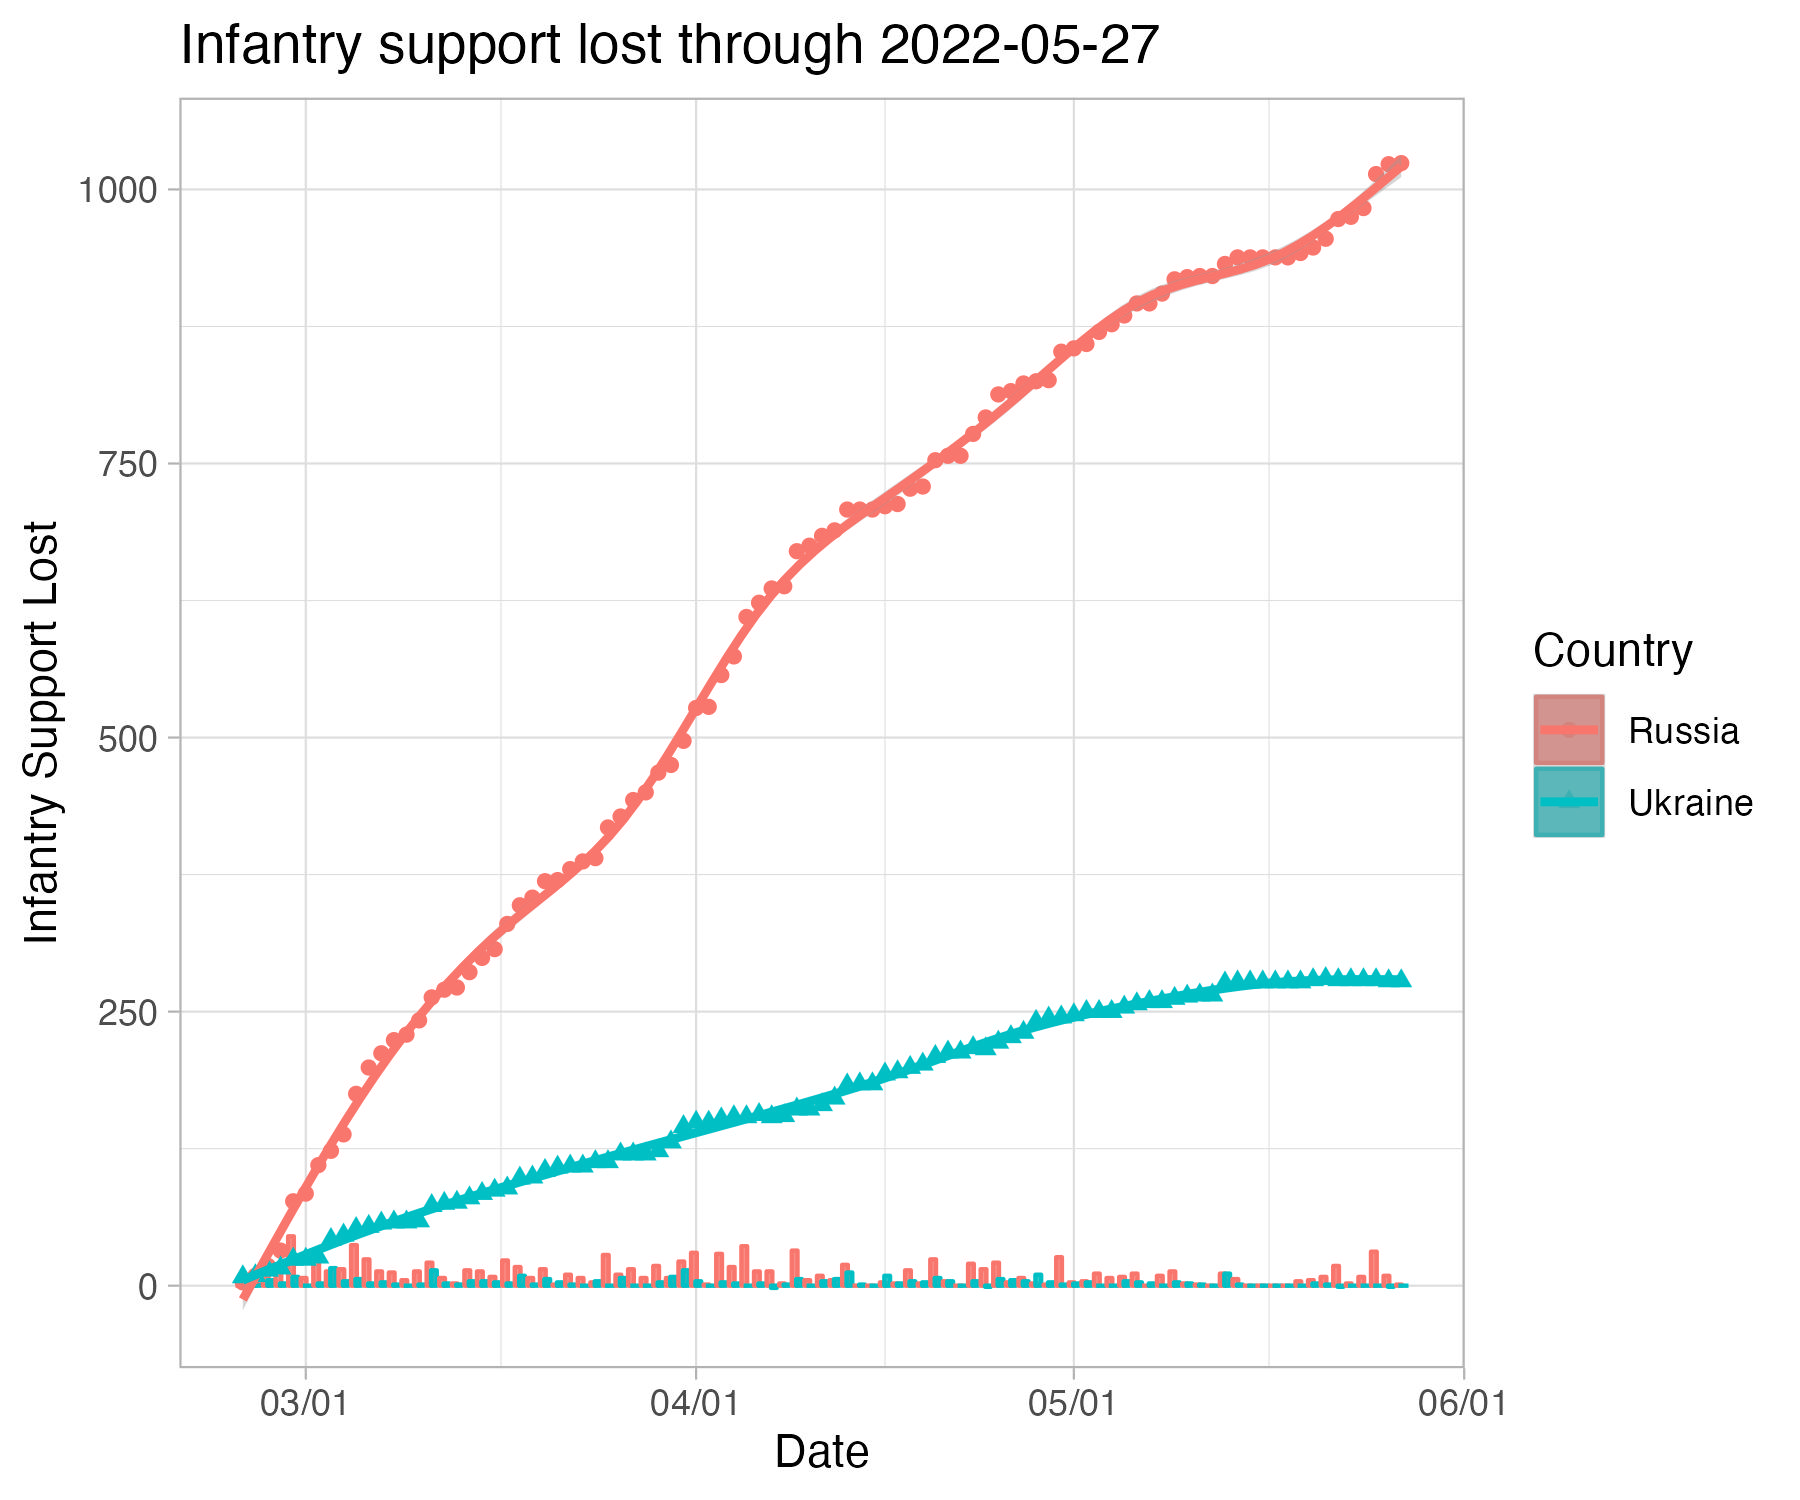 Infantry support lost through 2022-05-27
Infantry Support Lost
1000
750
500
250
0
03/01
04/01
05/01
06/01
Date
Country
Russia
Ukraine